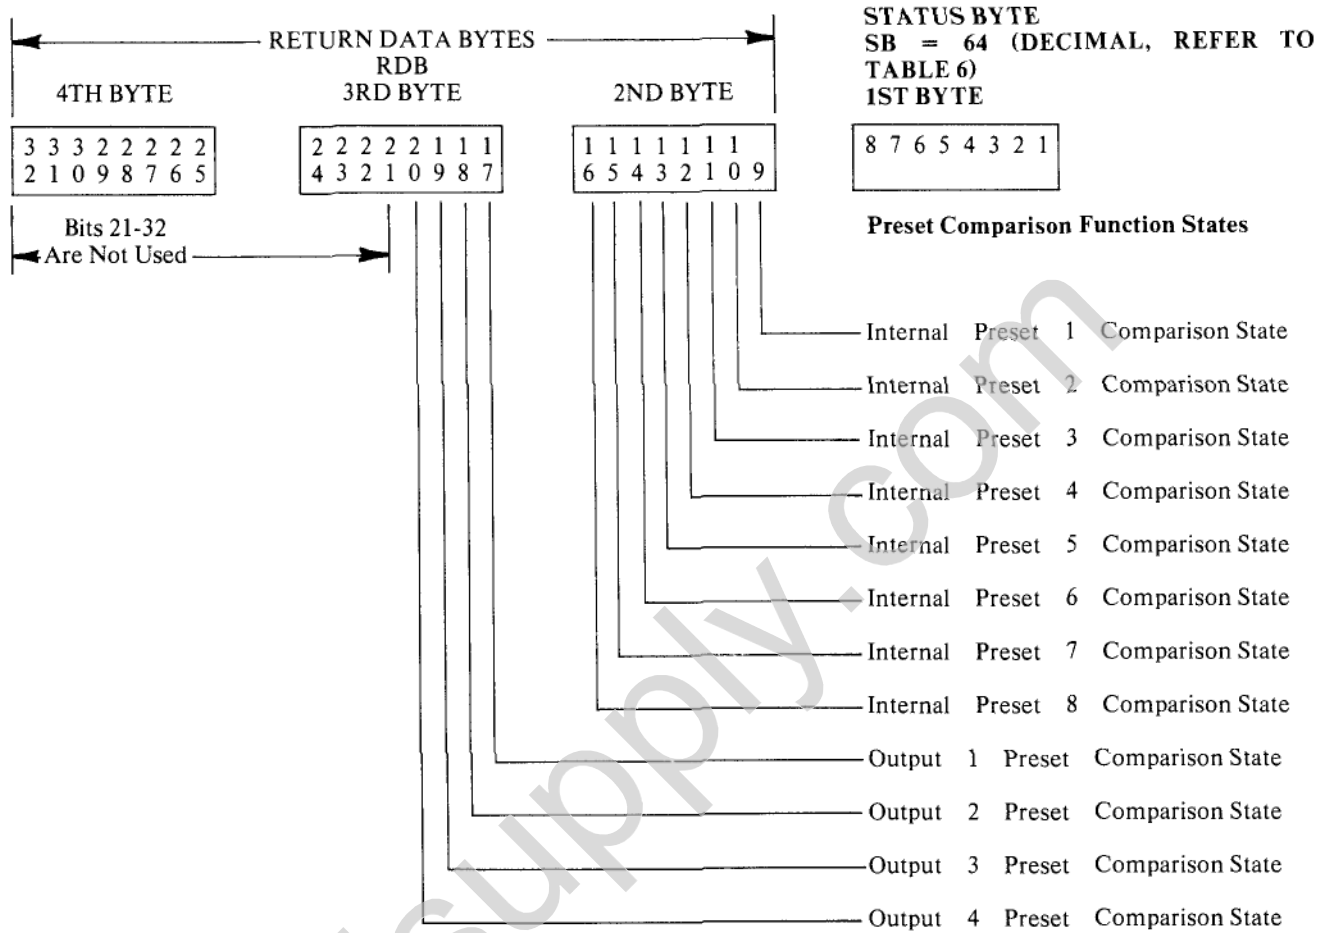 STATUS BYTE
SB = 64 (DECIMAL, REFER TO
TABLE 6)
1ST BYTE
RETURN DATA BYTES
RDB
4TH BYTE
3RD BYTE
2ND BYTE
3 3 3 2 2 2 2 2
2 1 0 9 8 7 6 5
2 2 2 2 2 1 1 1
4 3 2 1 0 9 8 7
1 1 1 1 1 1 1
6 5 4 3 2 1 0 9
8 7 6 5 4 3 2 1
Bits 21-32
Are Not Used
Preset Comparison Function States
Internal Preset 1 Comparison State
Internal Preset 2 Comparison State
Internal Preset 3 Comparison State
Internal Preset 4 Comparison State
Internal Preset 5 Comparison State
Internal Preset 6 Comparison State
Internal Preset 7 Comparison State
Internal Preset 8 Comparison State
Output 1 Preset Comparison State
Output 2 Preset Comparison State
Output 3 Preset Comparison State
Output 4 Preset Comparison State